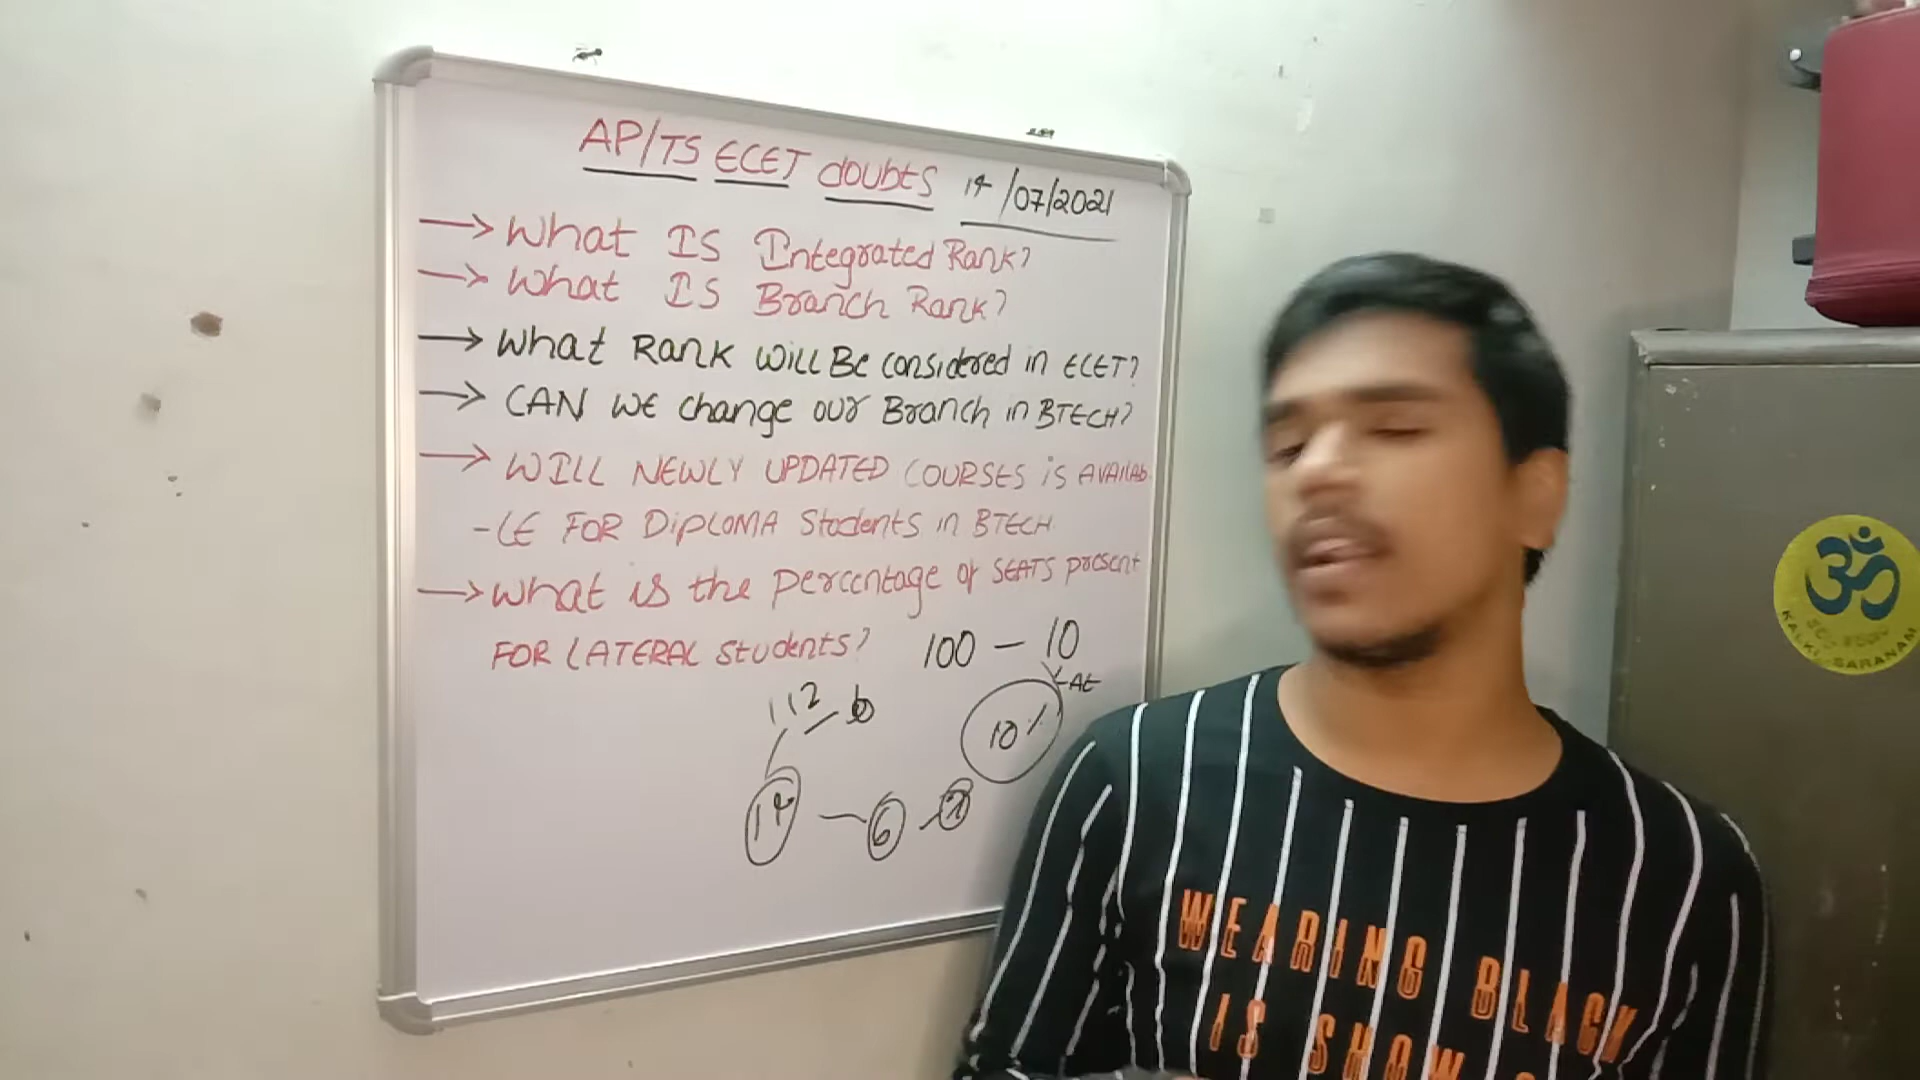 AP/TS ECET doubts 14/07/2021
→ What IS Integrated Rank?
→ What IS Branch Rank?
→ What Rank will Be considered in ECET?
→ CAN WE change our Branch in BTECH?
→ WILL NEWLY UPDATED COURSES is AVAILAB
-LE FOR DiPLOMA Students in BTECH
→ What is the percentage of SEATS present
FOR LATERAL Students?
100 - 10
112
10%
14 - 6
KALKI SARANAM
WEARING BLACK
IS SHOW